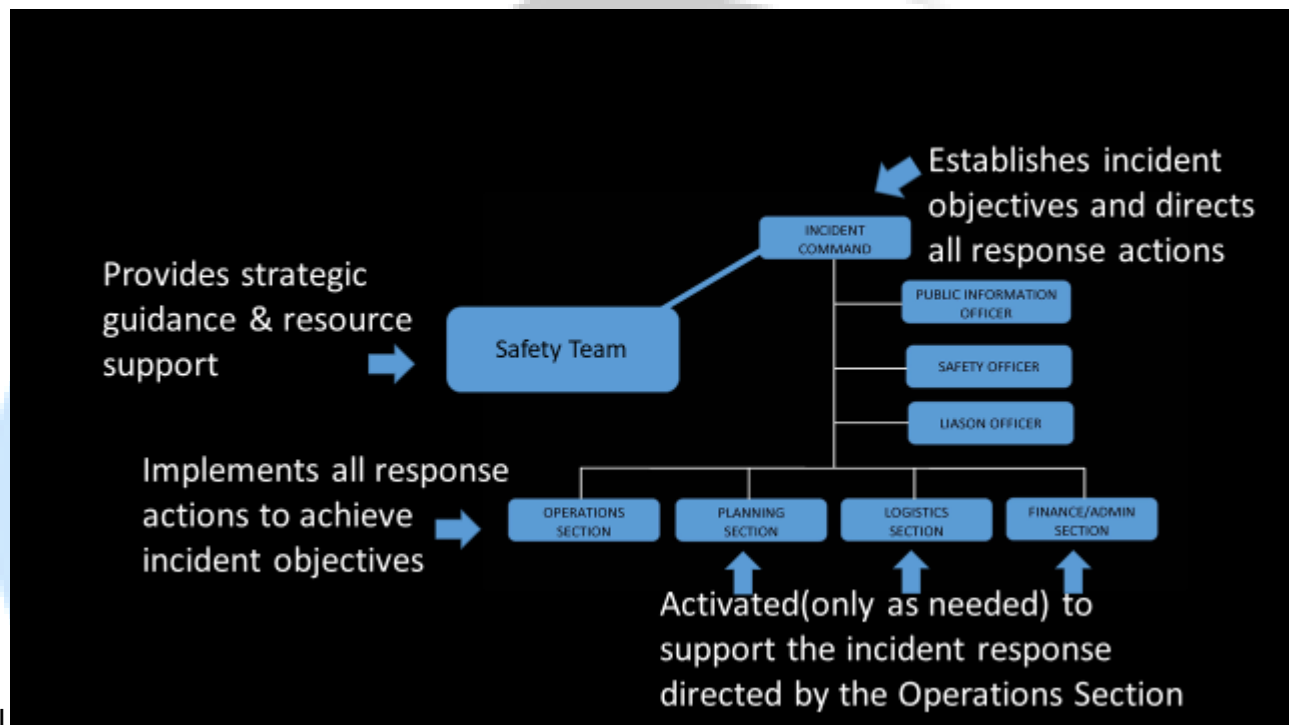 Establishes incident
objectives and directs
all response actions
INCIDENT
COMMAND
Provides strategic
guidance & resource
support
Safety Team
PUBLIC INFORMATION
OFFICER
SAFETY OFFICER
LIASON OFFICER
Implements all response
actions to achieve
incident objectives
OPERATIONS
SECTION
PLANNING
SECTION
LOGISTICS
SECTION
FINANCE/ADMIN
SECTION
Activated(only as needed) to
support the incident response
directed by the Operations Section